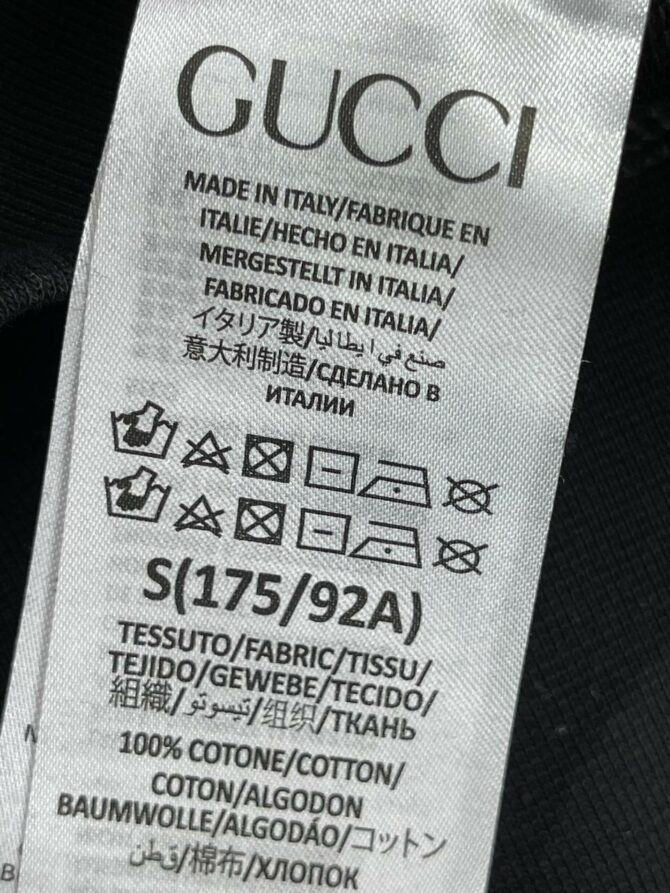 GUCCI
MADE IN ITALY/FABRIQUE EN
ITALIE/HECHO EN ITALIA/
MERGESTELLT IN ITALIA/
FABRICADO EN ITALIA/
イタリア製/صنع في ايطاليا/
意大利制造/СДЕЛАНО В
ИТАЛИИ
S(175/92A)
TESSUTO/FABRIC/TISSU/
TEJIDO/GEWEBE/TECIDO/
組織/تيسوتو/组织/ТКАНЬ
100% COTONE/COTTON/
COTON/ALGODON
BAUMWOLLE/ALGODÁO/コットン
قطن/棉布/ХЛОПОК